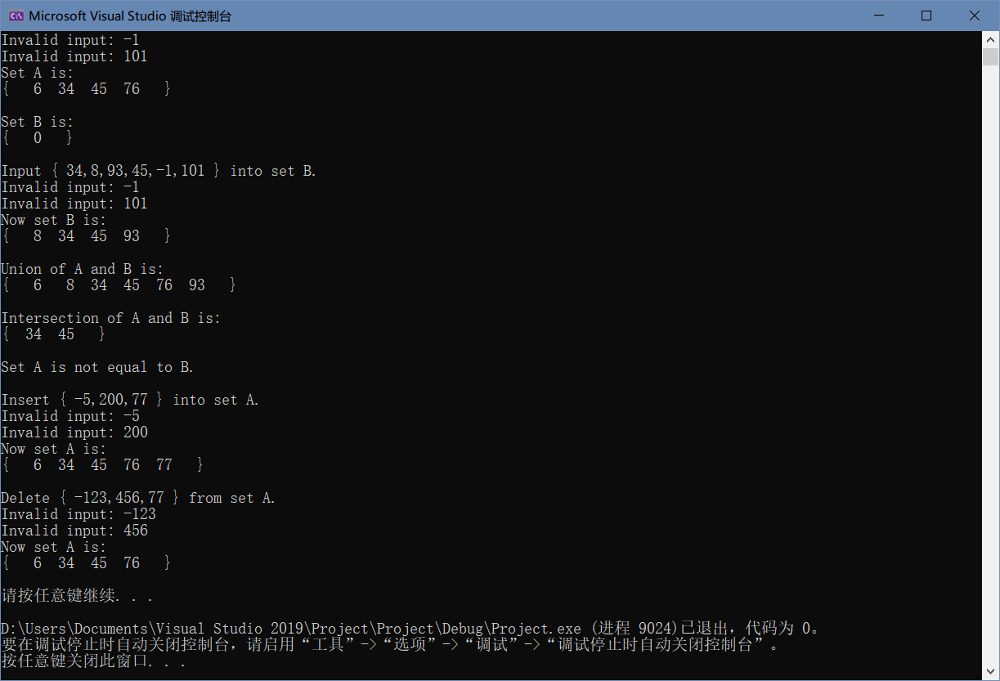 Microsoft Visual Studio 调试控制台
Invalid input: -1
Invalid input: 101
Set A is:
{   6  34  45  76   }
Set B is:
{   0   }
Input { 34,8,93,45,-1,101 } into set B.
Invalid input: -1
Invalid input: 101
Now set B is:
{   8  34  45  93   }
Union of A and B is:
{   6   8  34  45  76  93   }
Intersection of A and B is:
{  34  45   }
Set A is not equal to B.
Insert { -5,200,77 } into set A.
Invalid input: -5
Invalid input: 200
Now set A is:
{   6  34  45  76  77   }
Delete { -123,456,77 } from set A.
Invalid input: -123
Invalid input: 456
Now set A is:
{   6  34  45  76   }
请按任意键继续. . .
D:\Users\Documents\Visual Studio 2019\Project\Project\Debug\Project.exe (进程 9024)已退出，代码为 0。
要在调试停止时自动关闭控制台，请启用“工具”->“选项”->“调试”->“调试停止时自动关闭控制台”。
按任意键关闭此窗口. . .